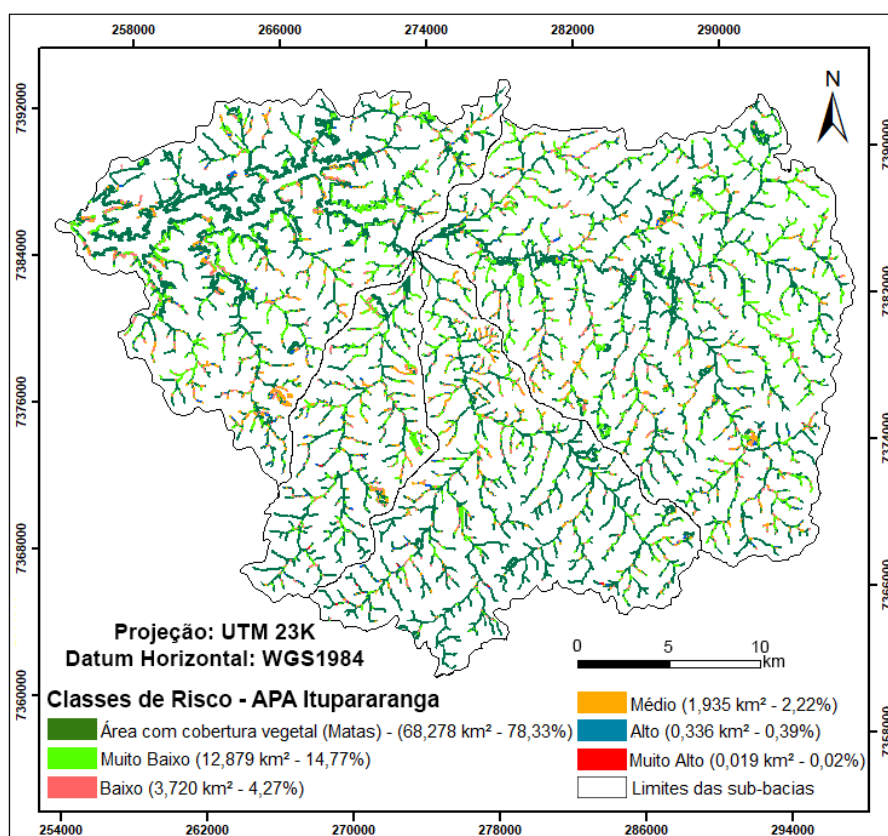 258000 266000 274000 282000 290000
N
7392000
7390000
7384000
7382000
7376000
7374000
7368000
7366000
7360000
7358000
Projeção: UTM 23K
Datum Horizontal: WGS1984
0 5 10
km
Classes de Risco - APA Itupararanga
Área com cobertura vegetal (Matas) - (68,278 km² - 78,33%)
Muito Baixo (12,879 km² - 14,77%)
Baixo (3,720 km² - 4,27%)
Médio (1,935 km² - 2,22%)
Alto (0,336 km² - 0,39%)
Muito Alto (0,019 km² - 0,02%)
Limites das sub-bacias
254000 262000 270000 278000 286000 294000